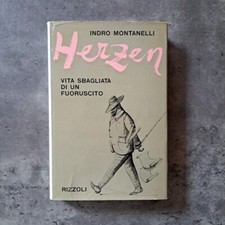 INDRO MONTANELLI
Herzen
VITA SBAGLIATA
DI UN
FUORUSCITO
RIZZOLI